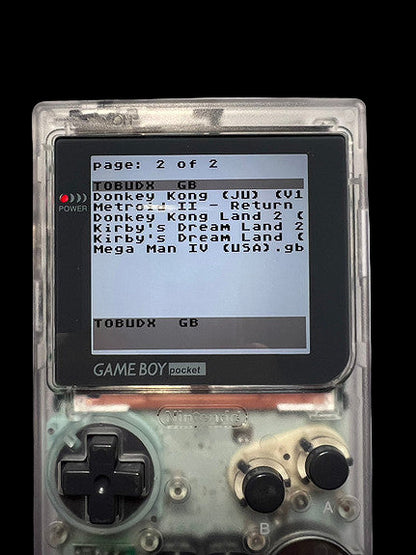 page: 2 of 2
TOBUDX GB
Donkey Kong (JU) (V1
Metroid II - Return
Donkey Kong Land 2 (
Kirby's Dream Land 2
Kirby's Dream Land (
Mega Man IV (USA).gb
POWER
TOBUDX GB
GAME BOY pocket
Nintendo
A
B